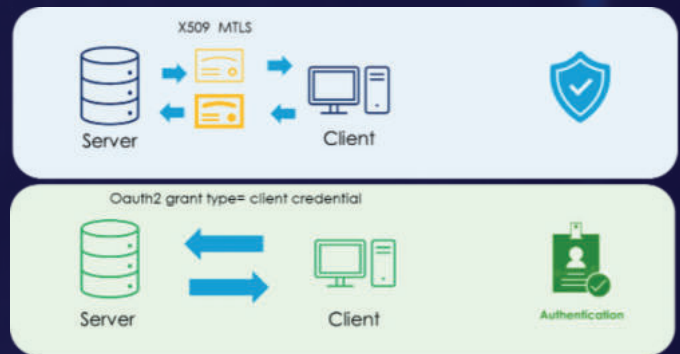 X509 MTLS
Server
Client
Oauth2 grant type= client credential
Server
Client
Authentication